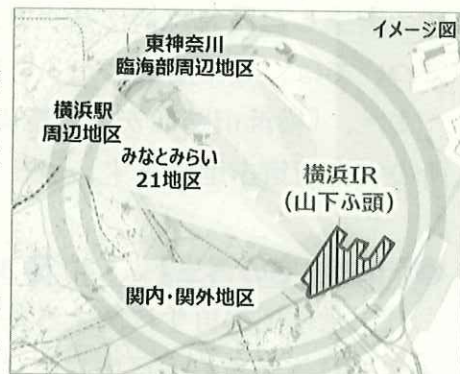 イメージ図
東神奈川
臨海部周辺地区
横浜駅
周辺地区
みなとみらい
21地区
横浜IR
(山下ふ頭)
関内・関外地区